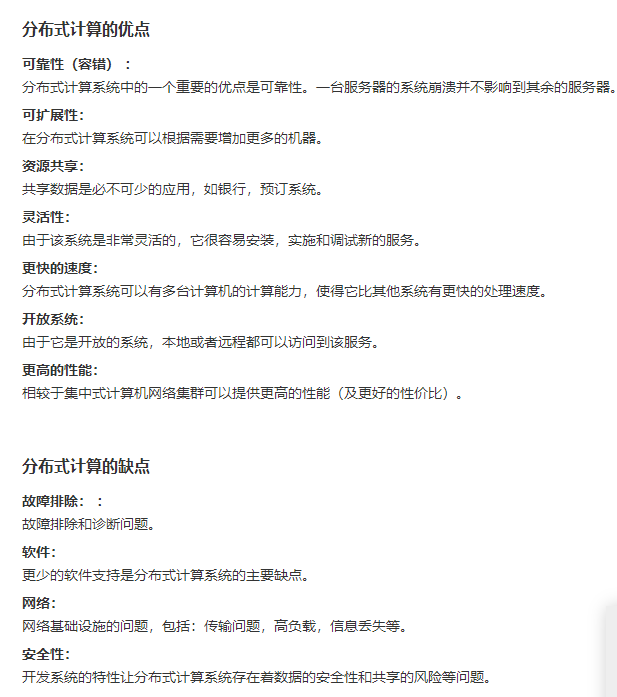 分布式计算的优点
可靠性（容错） ：
分布式计算系统中的一个重要的优点是可靠性。一台服务器的系统崩溃并不影响到其余的服务器。
可扩展性：
在分布式计算系统可以根据需要增加更多的机器。
资源共享：
共享数据是必不可少的应用，如银行，预订系统。
灵活性：
由于该系统是非常灵活的，它很容易安装，实施和调试新的服务。
更快的速度：
分布式计算系统可以有多台计算机的计算能力，使得它比其他系统有更快的处理速度。
开放系统：
由于它是开放的系统，本地或者远程都可以访问到该服务。
更高的性能：
相较于集中式计算机网络集群可以提供更高的性能（及更好的性价比）。
分布式计算的缺点
故障排除： ：
故障排除和诊断问题。
软件：
更少的软件支持是分布式计算系统的主要缺点。
网络：
网络基础设施的问题，包括：传输问题，高负载，信息丢失等。
安全性：
开发系统的特性让分布式计算系统存在着数据的安全性和共享的风险等问题。